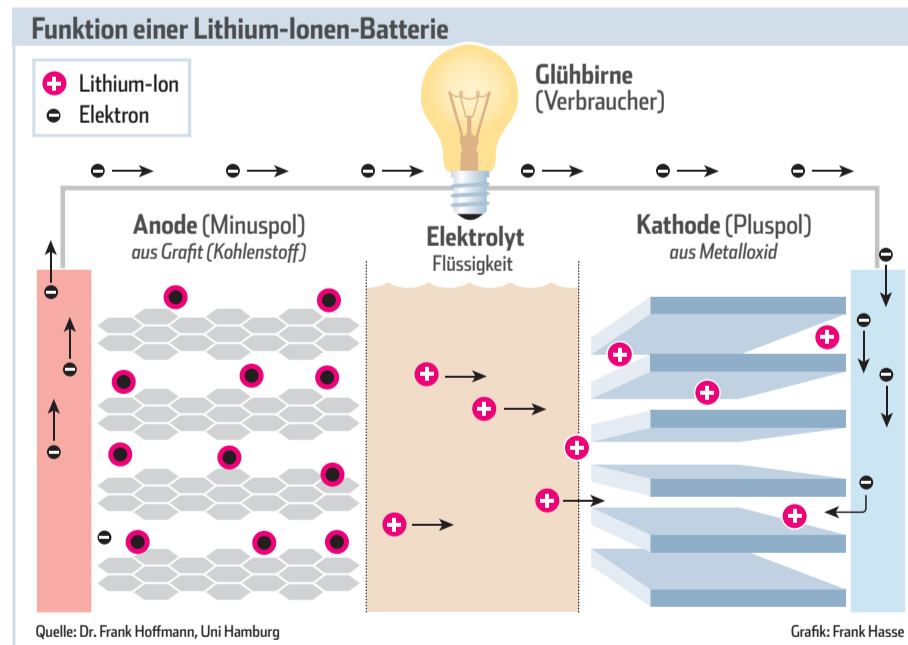 Funktion einer Lithium-Ionen-Batterie
Lithium-Ion
Elektron
Glühbirne
(Verbraucher)
Anode (Minuspol)
aus Grafit (Kohlenstoff)
Elektrolyt
Flüssigkeit
Kathode (Pluspol)
aus Metalloxid
Quelle: Dr. Frank Hoffmann, Uni Hamburg
Grafik: Frank Hasse